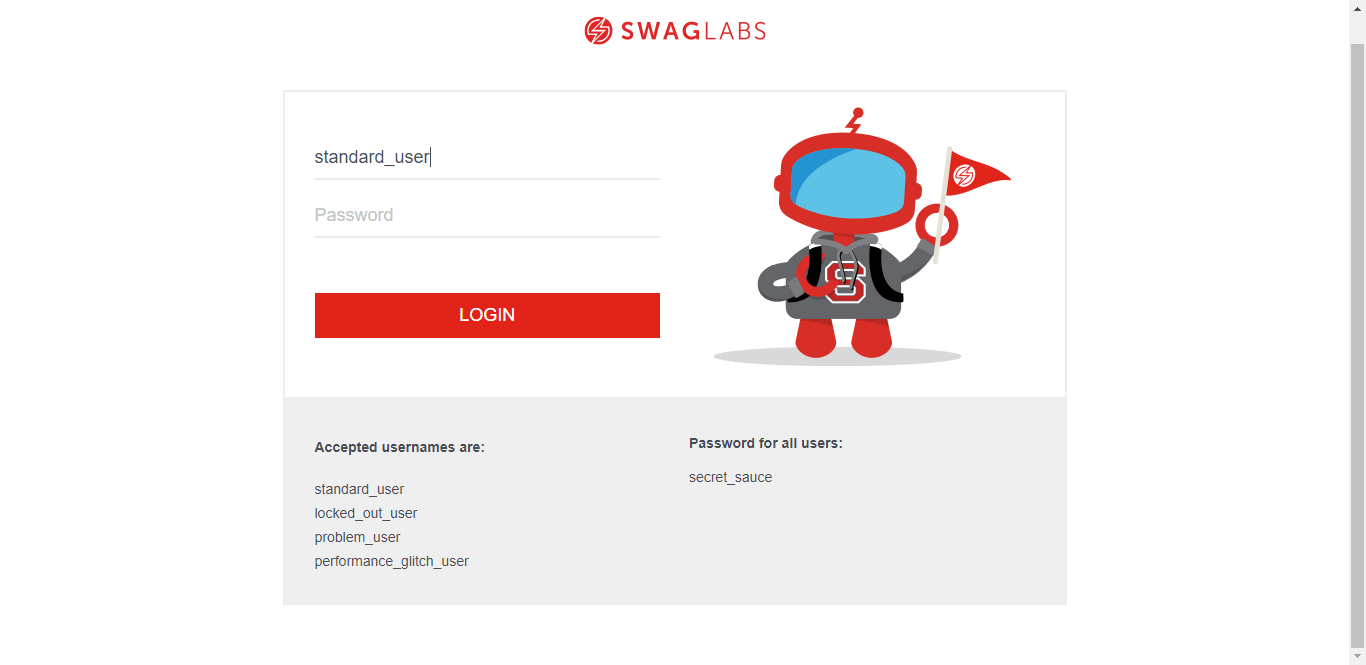 SWAGLABS
standard_user
Password
LOGIN
Accepted usernames are:
standard_user
locked_out_user
problem_user
performance_glitch_user
Password for all users:
secret_sauce